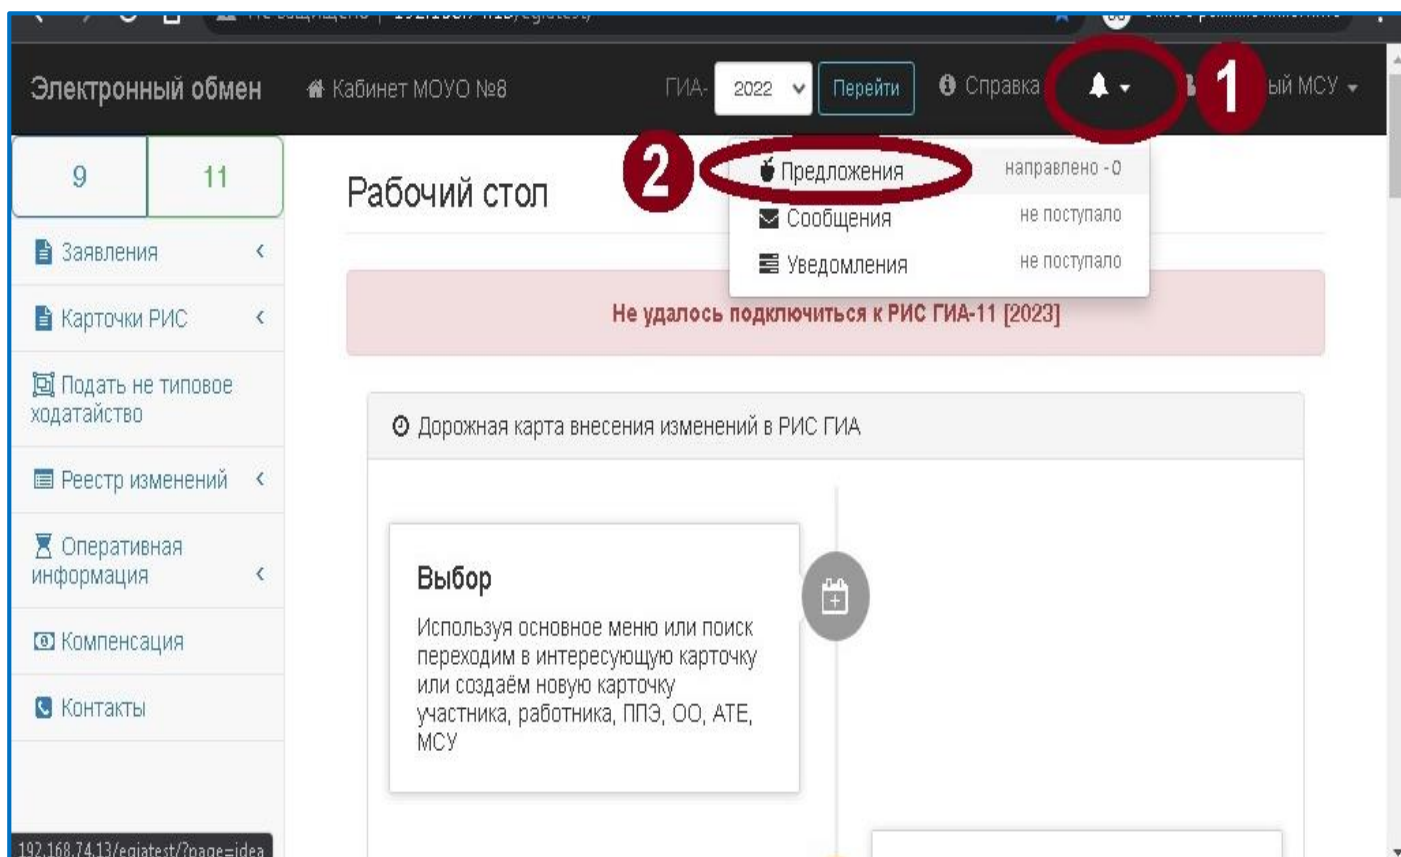 Электронный обмен
Кабинет МОУО №8
ГИА-
2022
Перейти
Справка
1
ый МСУ
9
11
Рабочий стол
2
Предложения
направлено - 0
Сообщения
не поступало
Уведомления
не поступало
Заявления
Карточки РИС
Подать не типовое
ходатайство
Реестр изменений
Оперативная
информация
Компенсация
Контакты
Не удалось подключиться к РИС ГИА-11 [2023]
Дорожная карта внесения изменений в РИС ГИА
Выбор
Используя основное меню или поиск
переходим в интересующую карточку
или создаём новую карточку
участника, работника, ППЭ, ОО, АТЕ,
МСУ
192.168.74.13/egiatest/?page=idea